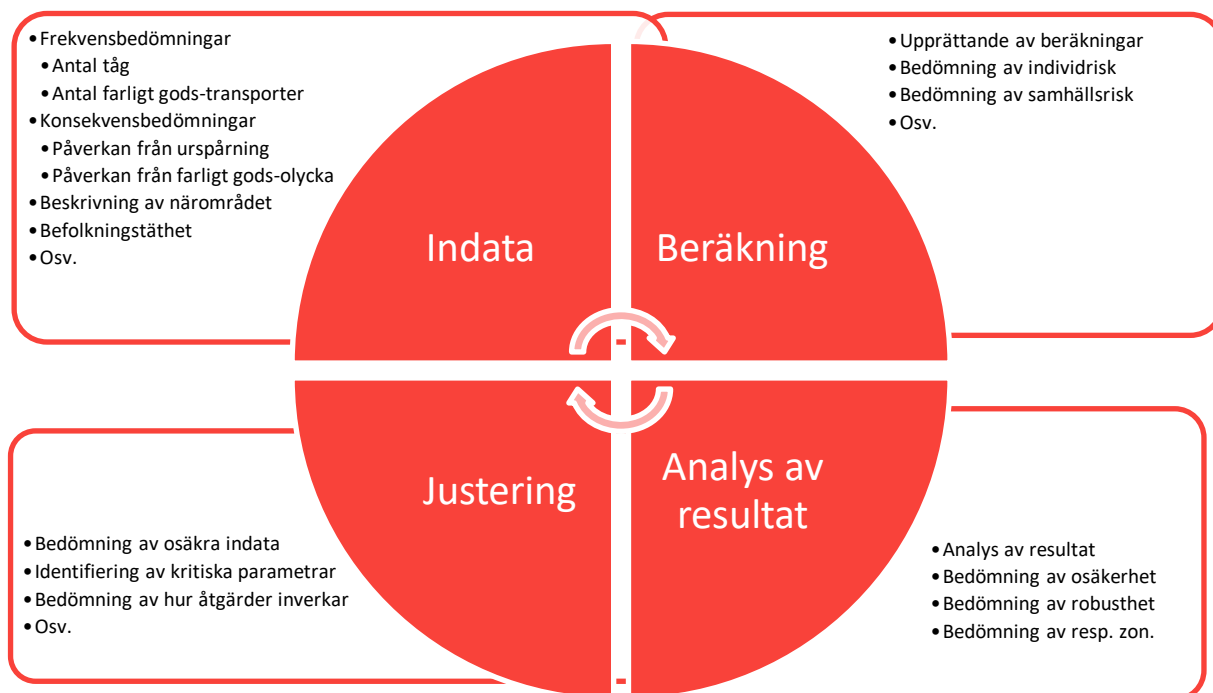 •Frekvensbedömningar
•Antal tåg
•Antal farligt gods-transporter
•Konsekvensbedömningar
•Påverkan från urspårning
•Påverkan från farligt gods-olycka
•Beskrivning av närområdet
•Befolkningstäthet
•Osv.
•Upprättande av beräkningar
•Bedömning av individrisk
•Bedömning av samhällsrisk
•Osv.
Indata
Beräkning
Justering
Analys av
resultat
•Bedömning av osäkra indata
•Identifiering av kritiska parametrar
•Bedömning av hur åtgärder inverkar
•Osv.
•Analys av resultat
•Bedömning av osäkerhet
•Bedömning av robusthet
•Bedömning av resp. zon.